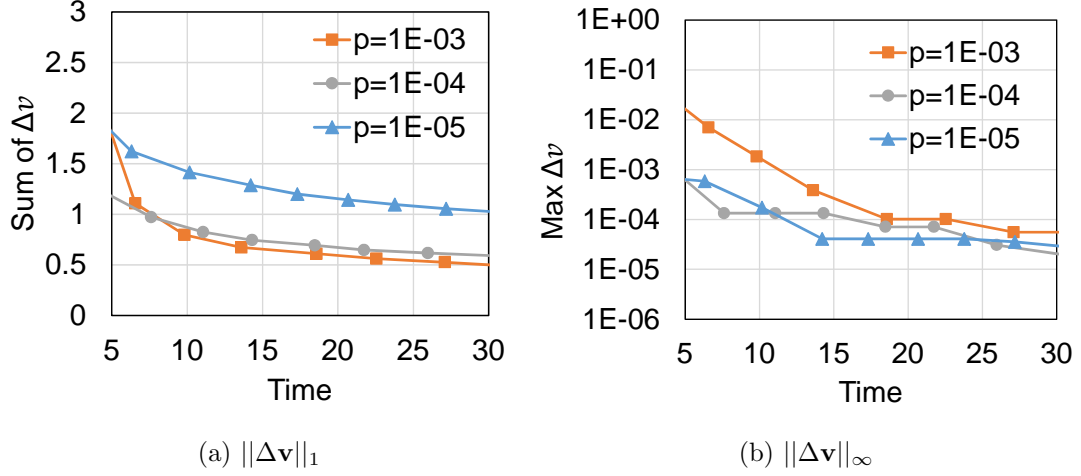 3
2.5
2
1.5
1
0.5
0
Sum of Δv
p=1E-03
p=1E-04
p=1E-05
5 10 15 20 25 30
Time
(a) ||Δv||₁
1E+00
1E-01
1E-02
1E-03
1E-04
1E-05
1E-06
Max Δv
p=1E-03
p=1E-04
p=1E-05
5 10 15 20 25 30
Time
(b) ||Δv||∞